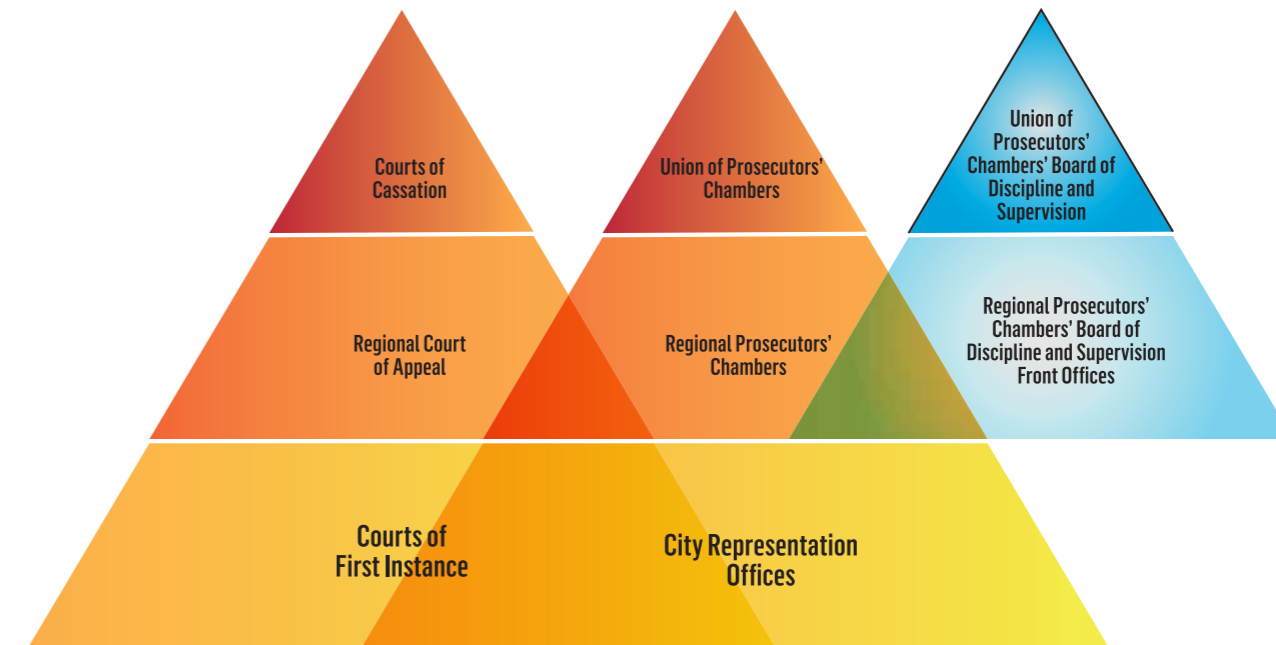 Courts of
Cassation
Union of Prosecutors'
Chambers
Union of
Prosecutors'
Chambers' Board of
Discipline and
Supervision
Regional Court
of Appeal
Regional Prosecutors'
Chambers
Regional Prosecutors'
Chambers' Board of
Discipline and Supervision
Front Offices
Courts of
First Instance
City Representation
Offices